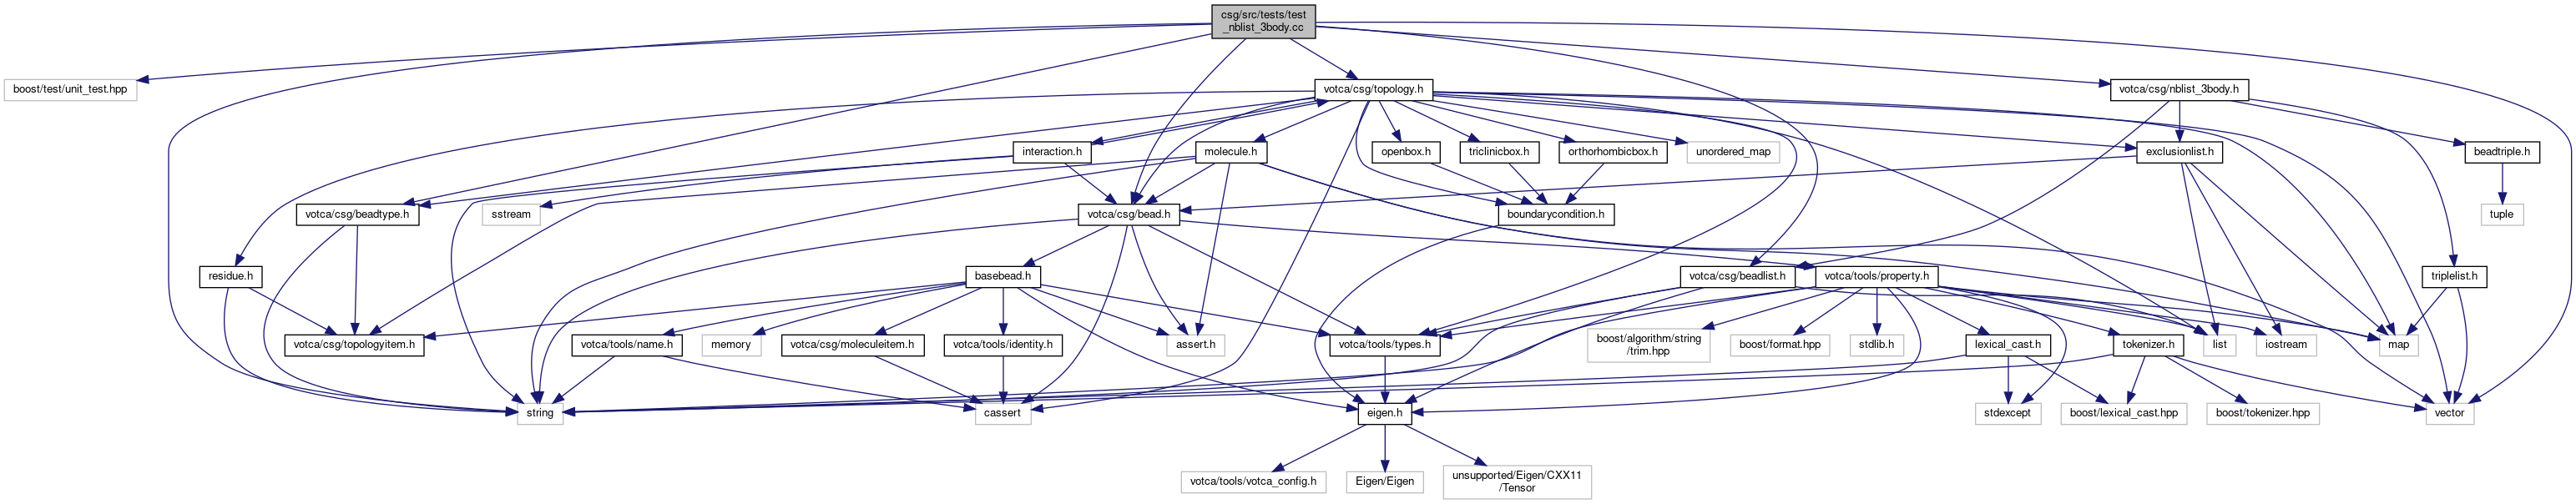 csg/src/tests/test
_nblist_3body.cc
boost/test/unit_test.hpp
votca/csg/topology.h
votca/csg/nblist_3body.h
interaction.h
molecule.h
openbox.h
triclinicbox.h
orthorhombicbox.h
unordered_map
exclusionlist.h
beadtriple.h
votca/csg/beadtype.h
sstream
votca/csg/bead.h
boundarycondition.h
tuple
residue.h
basebead.h
votca/csg/beadlist.h
votca/tools/property.h
triplelist.h
votca/csg/topologyitem.h
votca/tools/name.h
memory
votca/csg/moleculeitem.h
votca/tools/identity.h
assert.h
votca/tools/types.h
boost/algorithm/string
/trim.hpp
boost/format.hpp
stdlib.h
lexical_cast.h
tokenizer.h
list
iostream
map
string
cassert
eigen.h
stdexcept
boost/lexical_cast.hpp
boost/tokenizer.hpp
vector
votca/tools/votca_config.h
Eigen/Eigen
unsupported/Eigen/CXX11
/Tensor